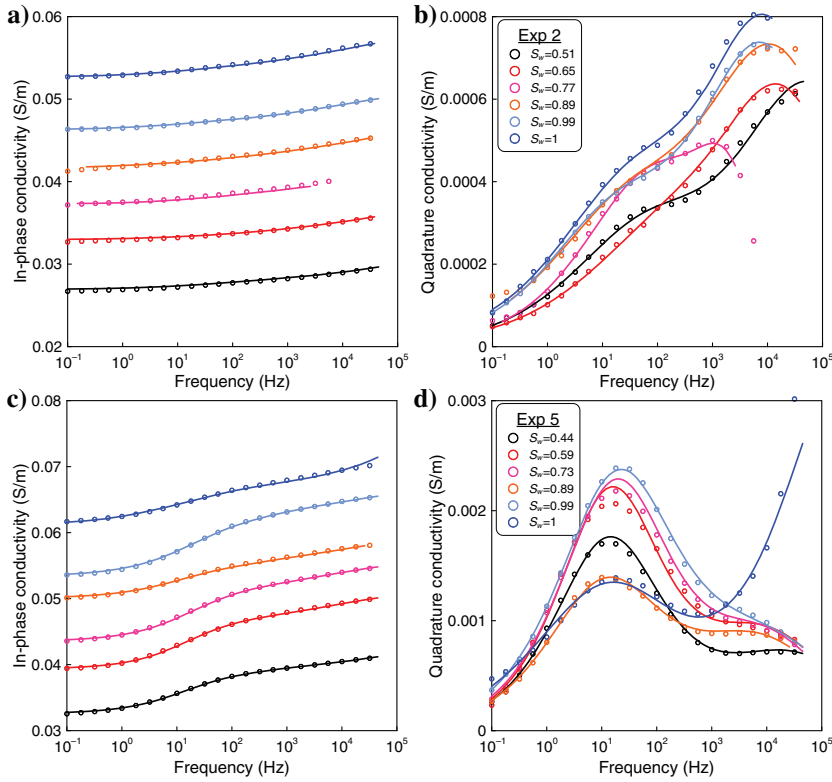 a)
In-phase conductivity (S/m)
0.06
0.05
0.04
0.03
0.02
10⁻¹ 10⁰ 10¹ 10² 10³ 10⁴ 10⁵
Frequency (Hz)
b)
Quadrature conductivity (S/m)
0.0008
0.0006
0.0004
0.0002
0
10⁻¹ 10⁰ 10¹ 10² 10³ 10⁴ 10⁵
Frequency (Hz)
Exp 2
Sw=0.51
Sw=0.65
Sw=0.77
Sw=0.89
Sw=0.99
Sw=1
c)
In-phase conductivity (S/m)
0.08
0.07
0.06
0.05
0.04
0.03
10⁻¹ 10⁰ 10¹ 10² 10³ 10⁴ 10⁵
Frequency (Hz)
d)
Quadrature conductivity (S/m)
0.003
0.002
0.001
0
10⁻¹ 10⁰ 10¹ 10² 10³ 10⁴ 10⁵
Frequency (Hz)
Exp 5
Sw=0.44
Sw=0.59
Sw=0.73
Sw=0.89
Sw=0.99
Sw=1